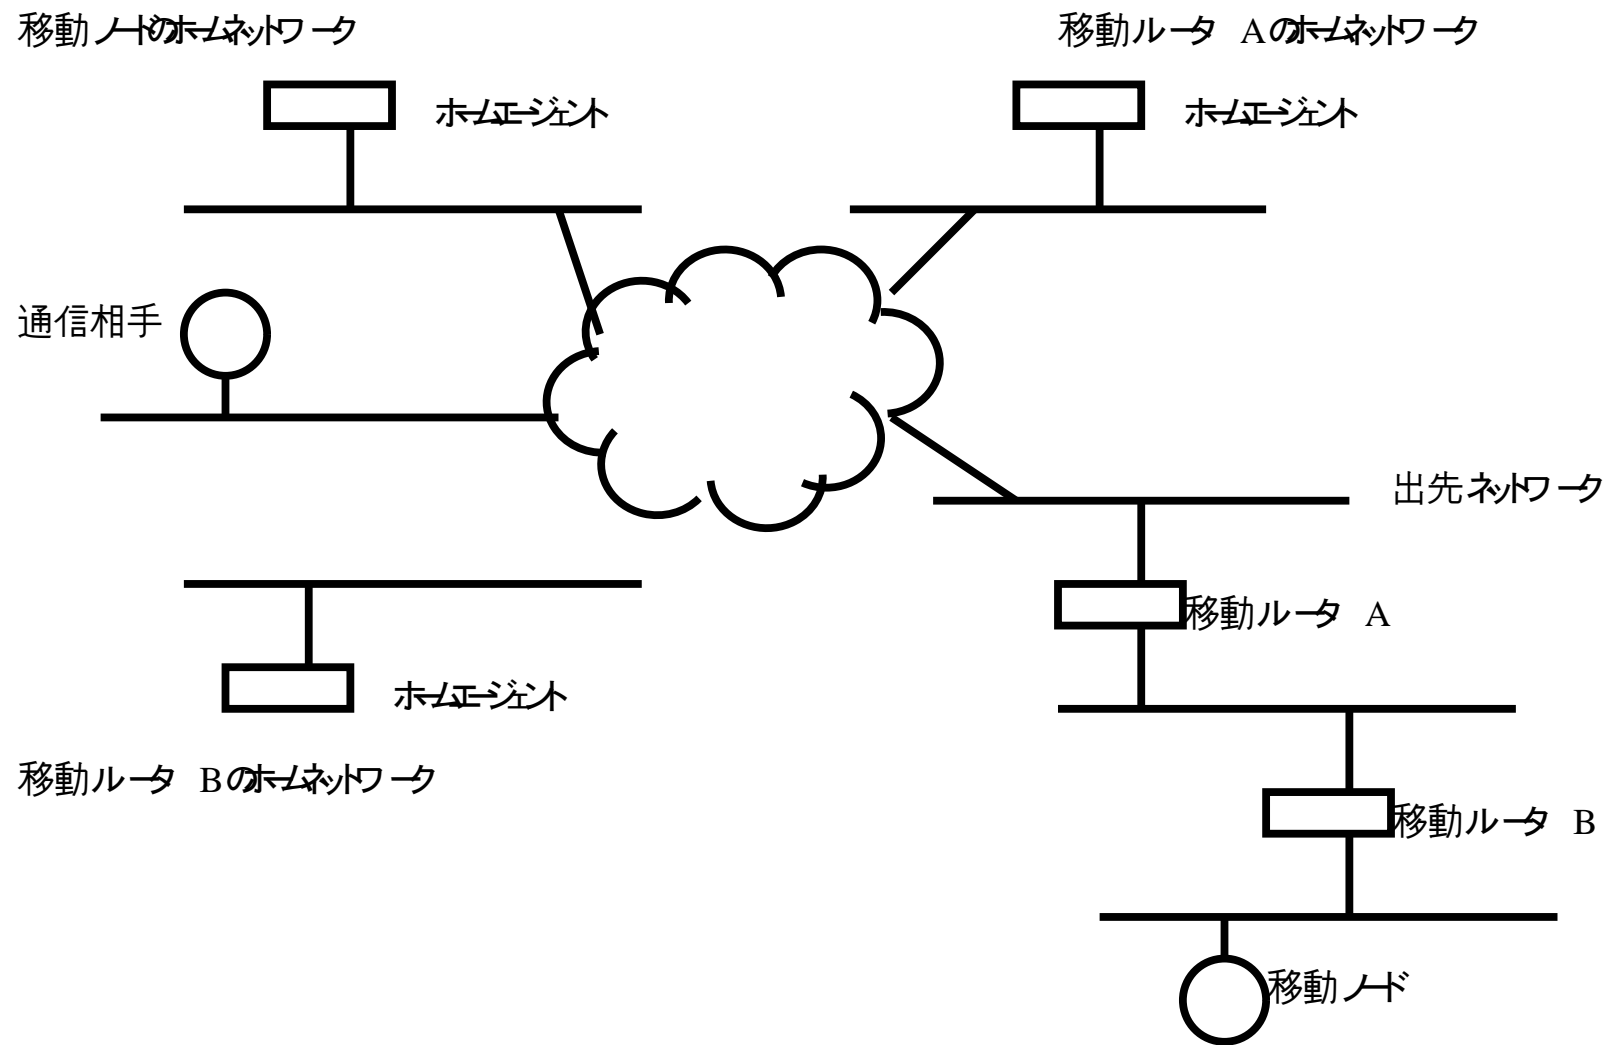 移動ノードのホームネットワーク
移動ルータ Aのホームネットワーク
ホームエージェント
ホームエージェント
通信相手
出先ネットワーク
移動ルータ A
ホームエージェント
移動ルータ Bのホームネットワーク
移動ルータ B
移動ノード